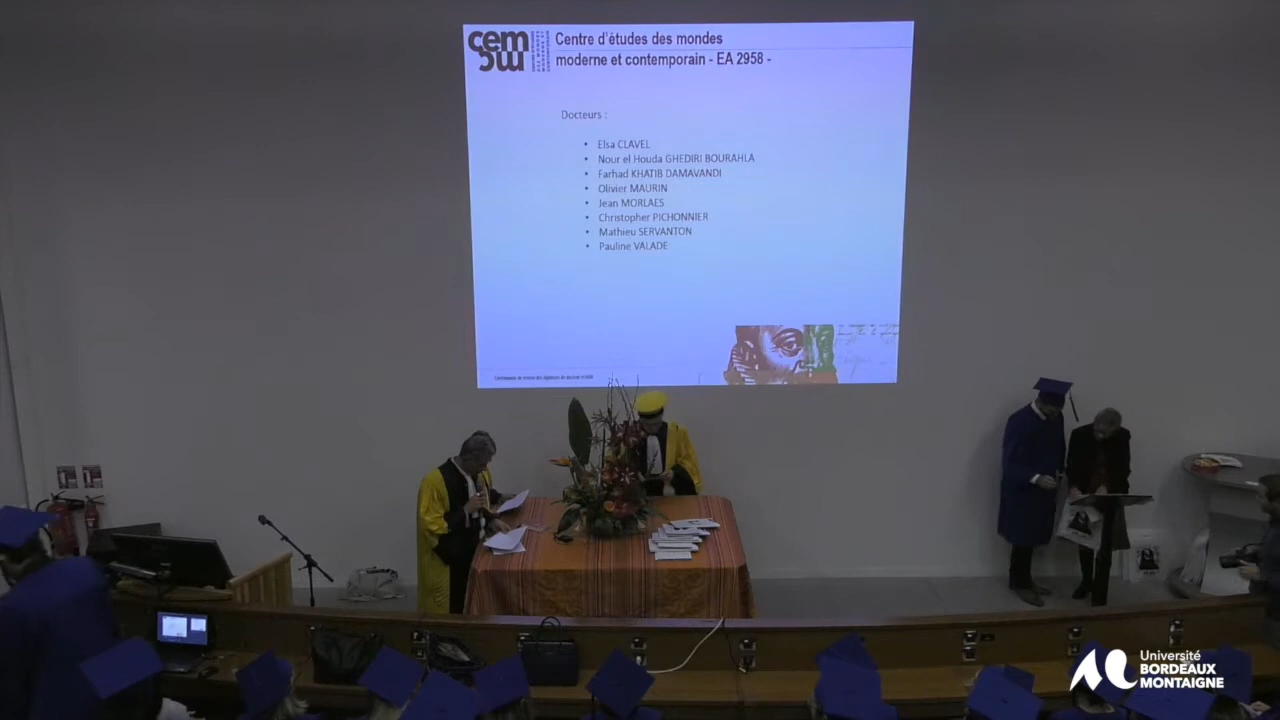 cem
Centre d'études des mondes
moderne et contemporain - EA 2958 -
Docteurs :
• Elsa CLAVEL
• Nour el Houda GHEDIRI BOURAHLA
• Farhad KHATIB DAMAVANDI
• Olivier MAURIN
• Jean MORLAES
• Christopher PICHONNIER
• Mathieu SERVANTON
• Pauline VALADE
Université
BORDEAUX
MONTAIGNE